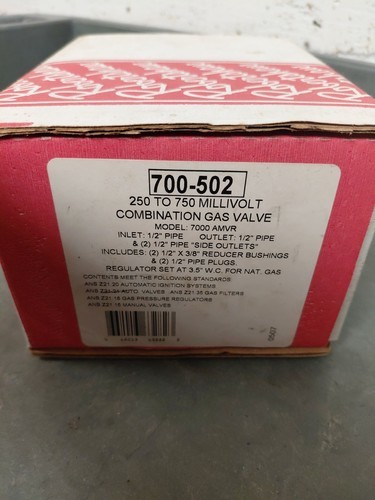 Robertshaw
700-502
250 TO 750 MILLIVOLT
COMBINATION GAS VALVE
MODEL: 7000 AMVR
INLET: 1/2" PIPE OUTLET: 1/2" PIPE
& (2) 1/2" PIPE "SIDE OUTLETS"
INCLUDES: (2) 1/2" X 3/8" REDUCER BUSHINGS
& (2) 1/2" PIPE PLUGS.
REGULATOR SET AT 3.5" W.C. FOR NAT. GAS
CONTENTS MEET THE FOLLOWING STANDARDS:
ANS Z21.20 AUTOMATIC IGNITION SYSTEMS
ANS Z21.21 AUTO. VALVES ANS Z21.35 GAS FILTERS
ANS Z21.18 GAS PRESSURE REGULATORS
ANS Z21.15 MANUAL VALVES
0507